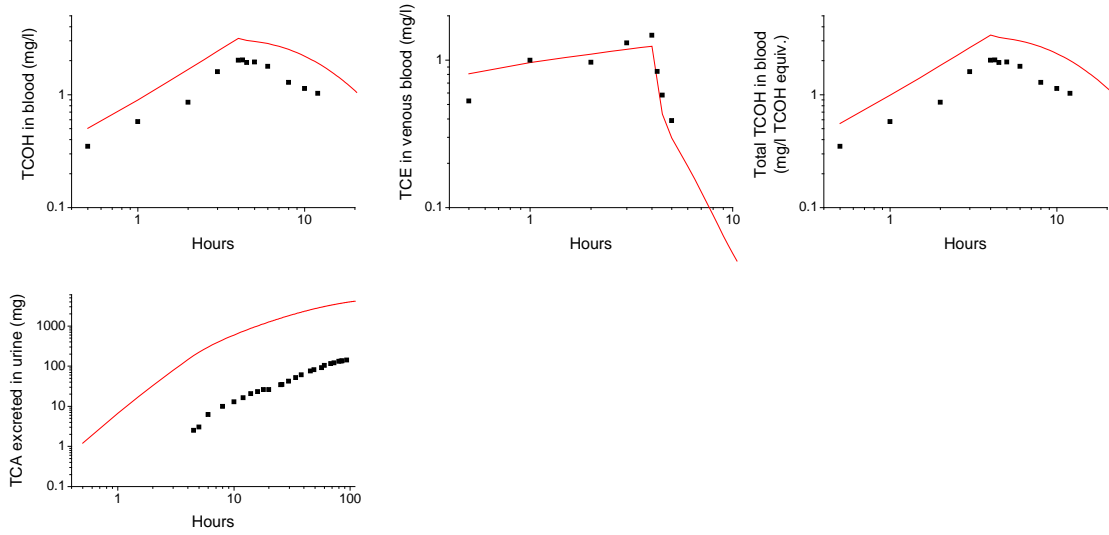 TCOH in blood (mg/l)
1
0.1
1
10
Hours
TCE in venous blood (mg/l)
1
0.1
1
10
Hours
Total TCOH in blood
(mg/l TCOH equiv.)
1
0.1
1
10
Hours
TCA excreted in urine (mg)
1000
100
10
1
0.1
1
10
100
Hours